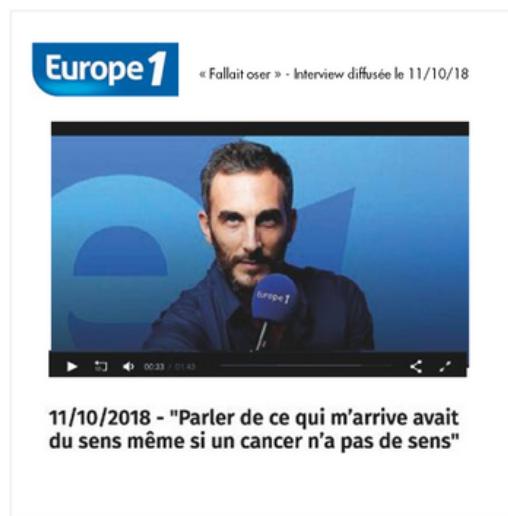 Europe 1
« Fallait oser » - Interview diffusée le 11/10/18
Europe 1
00:33 / 01:43
11/10/2018 - "Parler de ce qui m'arrive avait
du sens même si un cancer n'a pas de sens"